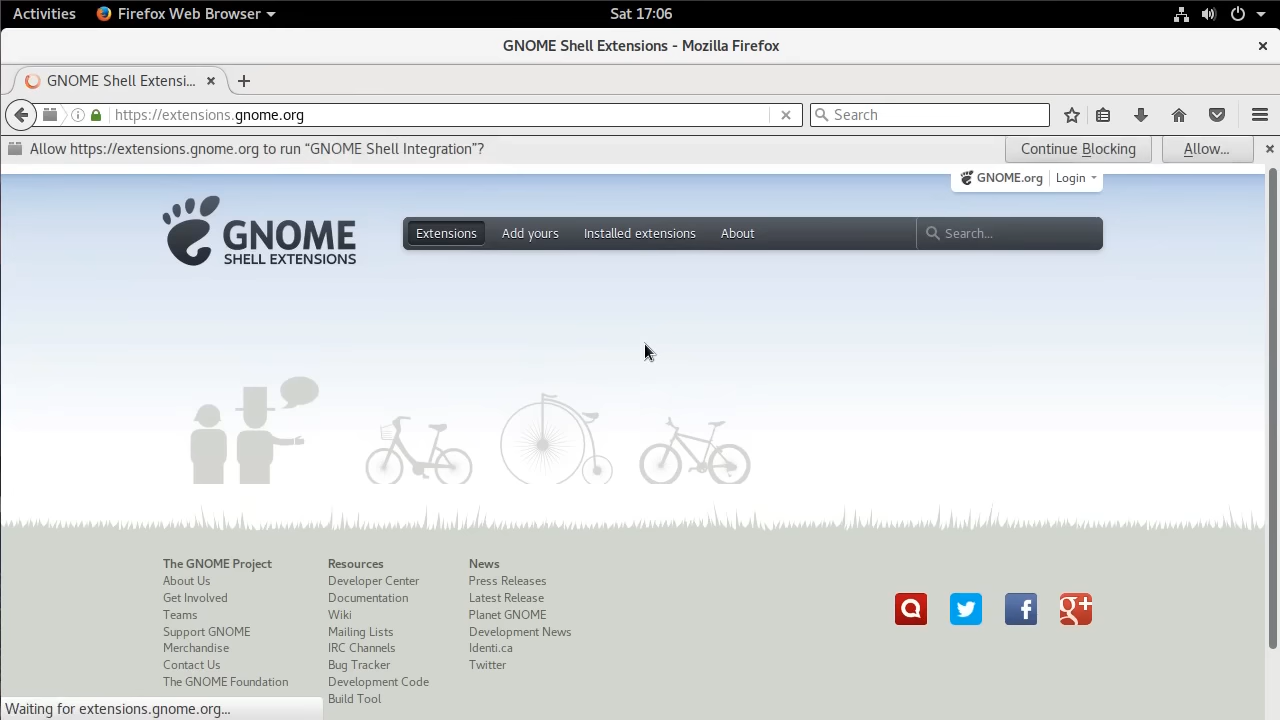 Activities Firefox Web Browser Sat 17:06
GNOME Shell Extensions - Mozilla Firefox
GNOME Shell Extensi...
https://extensions.gnome.org Search
Allow https://extensions.gnome.org to run “GNOME Shell Integration”? Continue Blocking Allow...
GNOME.org Login
GNOME
SHELL EXTENSIONS
Extensions Add yours Installed extensions About Search...
The GNOME Project
About Us
Get Involved
Teams
Support GNOME
Merchandise
Contact Us
The GNOME Foundation
Resources
Developer Center
Documentation
Wiki
Mailing Lists
IRC Channels
Bug Tracker
Development Code
Build Tool
News
Press Releases
Latest Release
Planet GNOME
Development News
Identi.ca
Twitter
f
g+
Waiting for extensions.gnome.org...